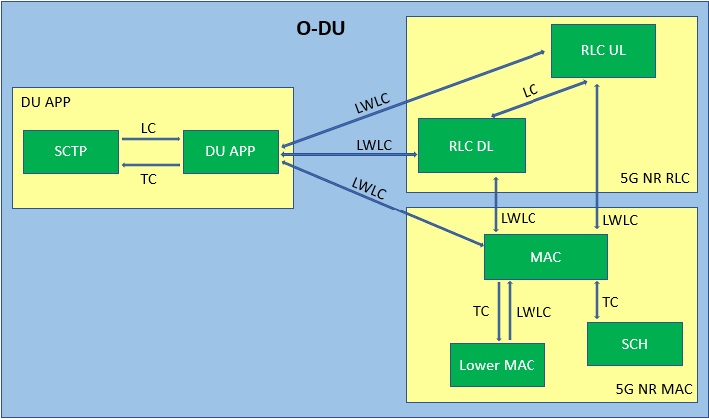 O-DU
RLC UL
LWLC
LC
DU APP
LC
SCTP
DU APP
TC
LWLC
RLC DL
5G NR RLC
LWLC
LWLC
LWLC
MAC
TC
LWLC
TC
SCH
Lower MAC
5G NR MAC